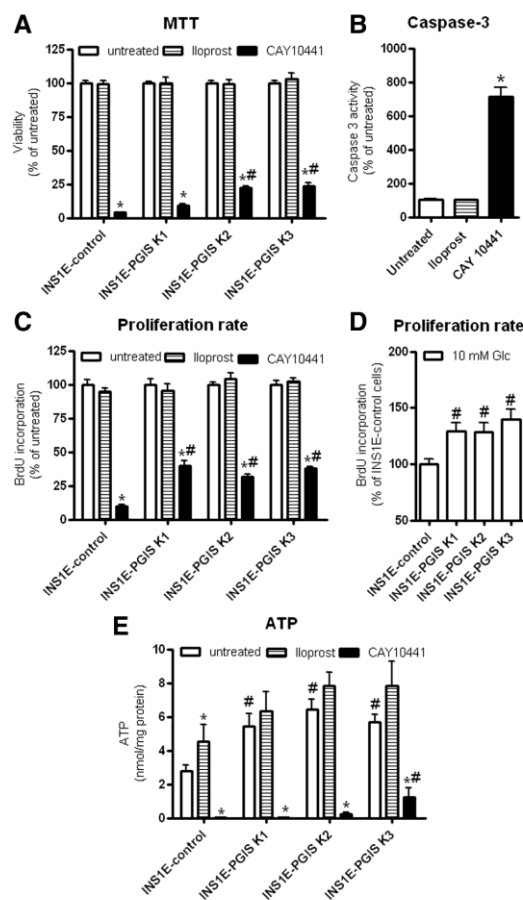 A
MTT
untreated Iloprost CAY10441
Viability
(% of untreated)
125
100
75
50
25
0
*
*
*#
*#
INS1E-control
INS1E-PGIS K1
INS1E-PGIS K2
INS1E-PGIS K3
B
Caspase-3
Caspase 3 activity
(% of untreated)
1000
800
600
400
200
0
*
Untreated
Iloprost
CAY 10441
C
Proliferation rate
untreated Iloprost CAY10441
BrdU incorporation
(% of untreated)
125
100
75
50
25
0
*
*#
*#
*#
INS1E-control
INS1E-PGIS K1
INS1E-PGIS K2
INS1E-PGIS K3
D
Proliferation rate
10 mM Glc
BrdU incorporation
(% of INS1E-control cells)
200
150
100
50
#
#
#
INS1E-control
INS1E-PGIS K1
INS1E-PGIS K2
INS1E-PGIS K3
E
ATP
untreated Iloprost CAY10441
ATP
(nmol/mg protein)
10
8
6
4
2
0
*
*
#
*
#
*
#
*#
INS1E-control
INS1E-PGIS K1
INS1E-PGIS K2
INS1E-PGIS K3